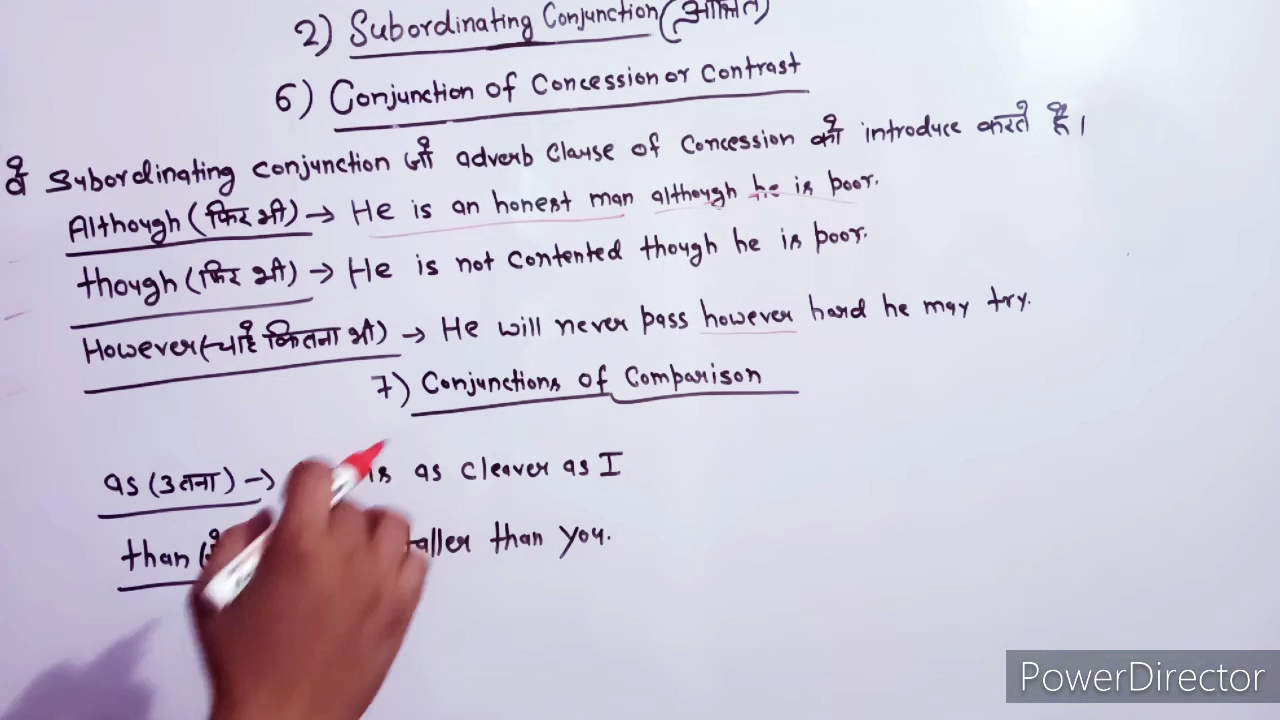 2) Subordinating Conjunction (आश्रित)
6) Conjunction of Concession or Contrast
वे Subordinating conjunction जो adverb clause of Concession को introduce करते हैं।
Although (फिर भी) → He is an honest man although he is poor.
though (फिर भी) → He is not contented though he is poor.
However (चाहे कितना भी) → He will never pass however hard he may try.
7) Conjunctions of Comparison
as (उतना) → is as cleaver as I
than ( than you.
PowerDirector